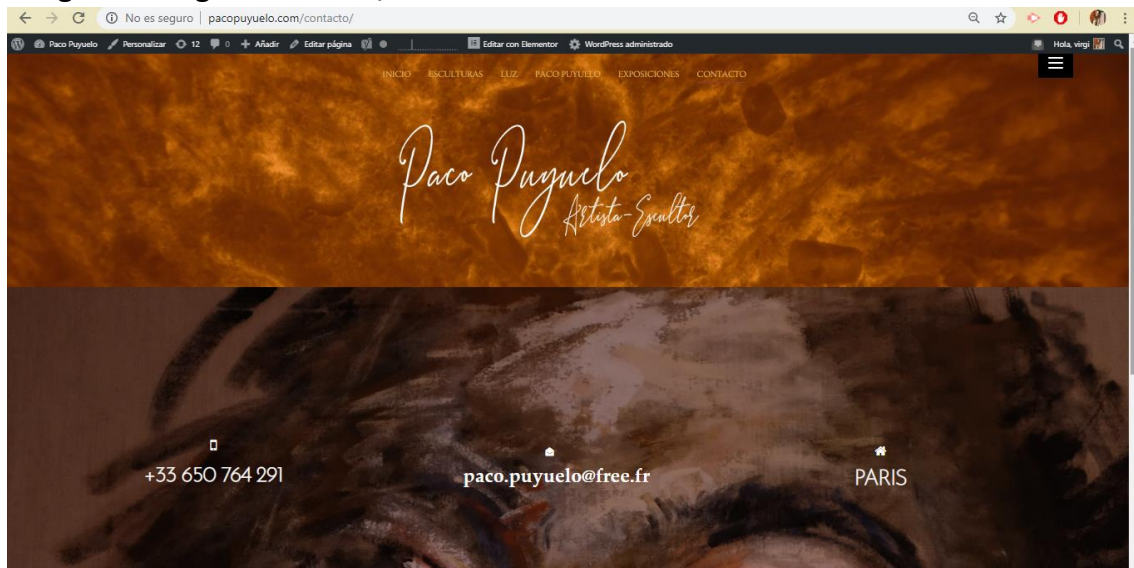 No es seguro | pacopuyuelo.com/contacto/
Paco Puyuelo Personalizar 12 0 + Añadir Editar página Editar con Elementor WordPress administrado Hola, virgi
INICIO ESCULTURAS LUZ PACO PUYUELO EXPOSICIONES CONTACTO
Paco Puyuelo
Artista-Escultor
+33 650 764 291
paco.puyuelo@free.fr
PARIS